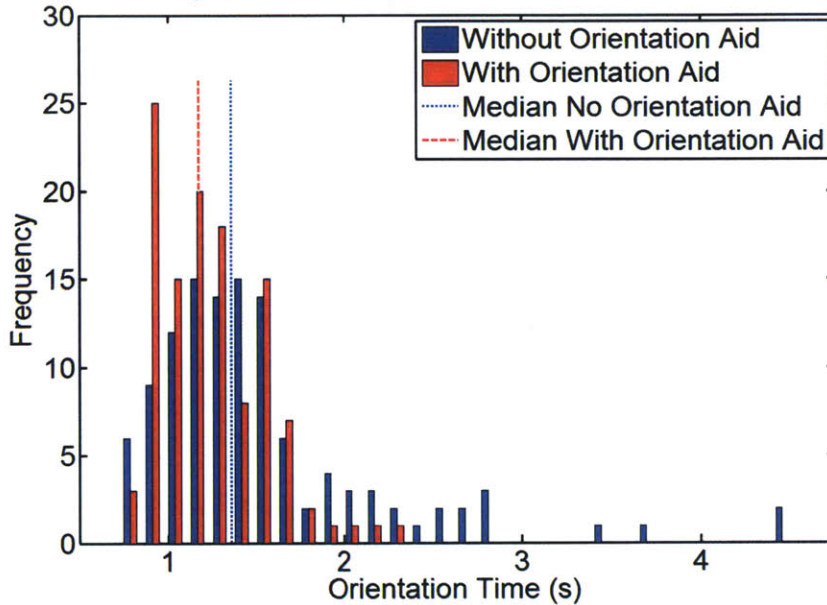 30
25
20
15
10
5
0
Frequency
Without Orientation Aid
With Orientation Aid
Median No Orientation Aid
Median With Orientation Aid
1 2 3 4
Orientation Time (s)